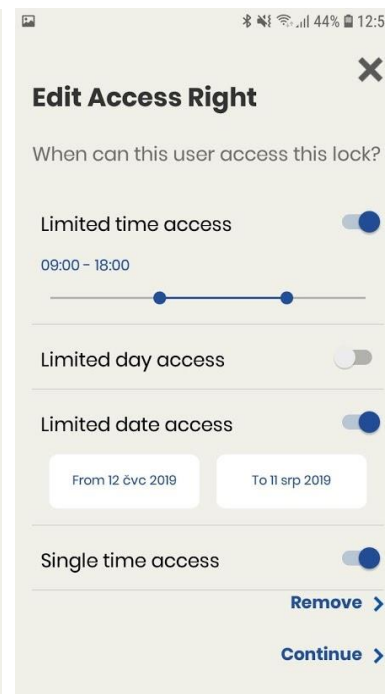 44% 12:5
Edit Access Right
When can this user access this lock?
Limited time access
09:00 - 18:00
Limited day access
Limited date access
From 12 čvc 2019 To 11 srp 2019
Single time access
Remove
Continue